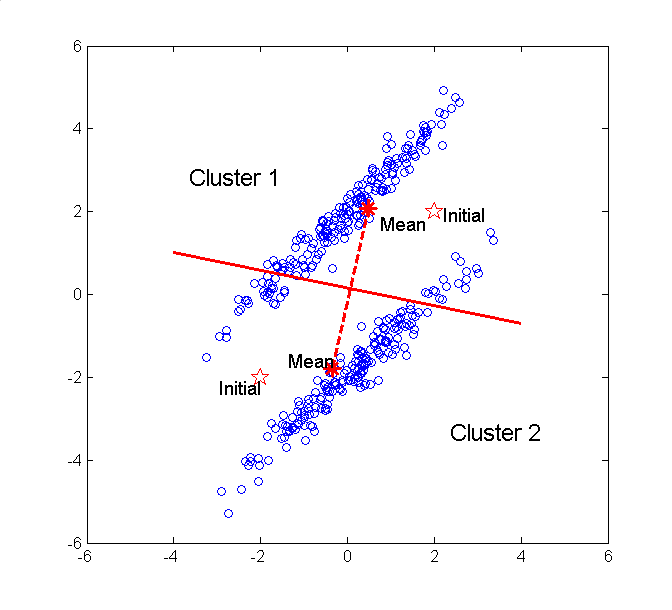 6
4
Cluster 1
2
Initial
Mean
0
Mean
-2
Initial
Cluster 2
-4
-6
-6 -4 -2 0 2 4 6